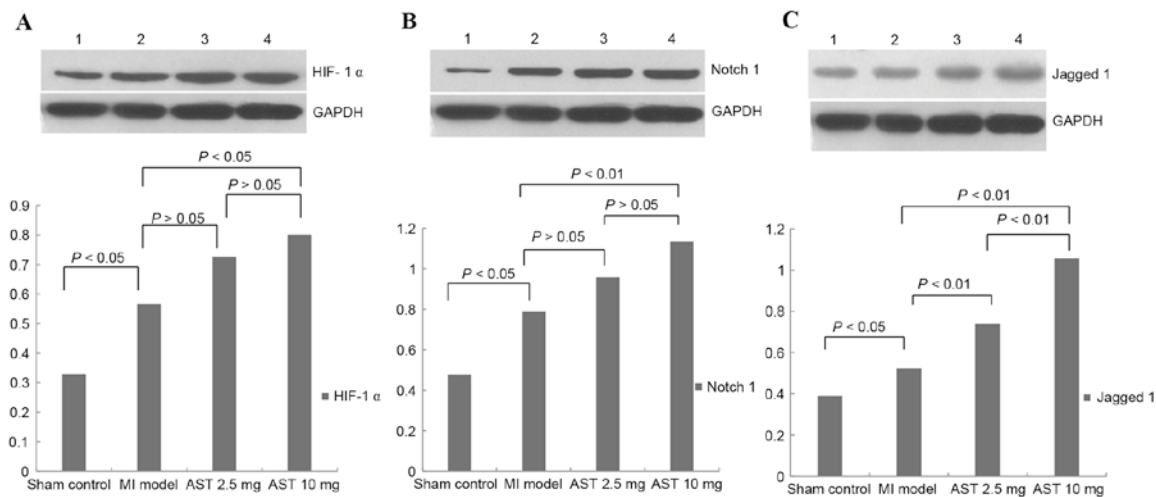 A
1 2 3 4
HIF- 1 α
GAPDH
P < 0.05
P > 0.05
P > 0.05
P < 0.05
0.9
0.8
0.7
0.6
0.5
0.4
0.3
0.2
0.1
0
HIF-1 α
Sham control MI model AST 2.5 mg AST 10 mg
B
1 2 3 4
Notch 1
GAPDH
P < 0.01
P > 0.05
P > 0.05
P < 0.05
1.2
1
0.8
0.6
0.4
0.2
0
Notch 1
Sham control MI model AST 2.5 mg AST 10 mg
C
1 2 3 4
Jagged 1
GAPDH
P < 0.01
P < 0.01
P < 0.01
P < 0.05
1.2
1
0.8
0.6
0.4
0.2
0
Jagged 1
Sham control MI model AST 2.5 mg AST 10 mg